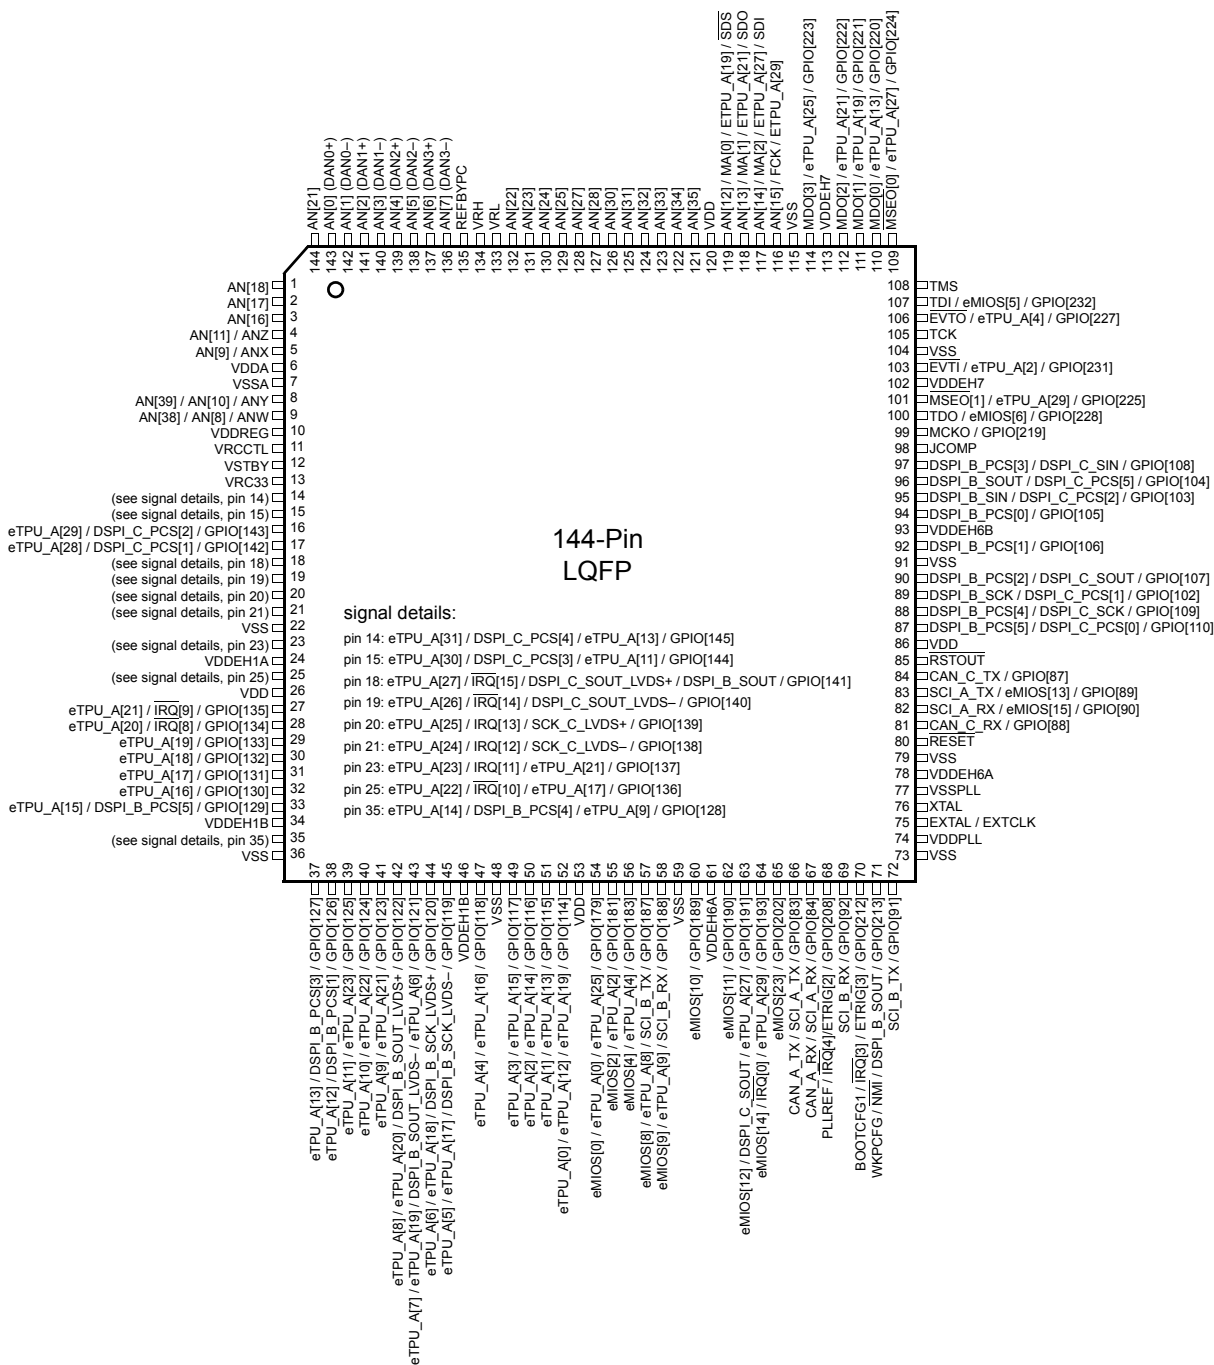 AN[21]
AN[0] (DAN0+)
AN[1] (DAN0–)
AN[2] (DAN1+)
AN[3] (DAN1–)
AN[4] (DAN2+)
AN[5] (DAN2–)
AN[6] (DAN3+)
AN[7] (DAN3–)
REFBYPC
VRH
VRL
AN[22]
AN[23]
AN[24]
AN[25]
AN[27]
AN[28]
AN[30]
AN[31]
AN[32]
AN[33]
AN[34]
AN[35]
VDD
AN[12] / MA[0] / ETPU_A[19] / SDS
AN[13] / MA[1] / ETPU_A[21] / SDO
AN[14] / MA[2] / ETPU_A[27] / SDI
AN[15] / FCK / ETPU_A[29]
VSS
MDO[3] / eTPU_A[25] / GPIO[223]
VDDEH7
MDO[2] / eTPU_A[21] / GPIO[222]
MDO[1] / eTPU_A[19] / GPIO[221]
MDO[0] / eTPU_A[13] / GPIO[220]
MSEO[0] / eTPU_A[27] / GPIO[224]
144 143 142 141 140 139 138 137 136 135 134 133 132 131 130 129 128 127 126 125 124 123 122 121 120 119 118 117 116 115 114 113 112 111 110 109
AN[18] 1
AN[17] 2
AN[16] 3
AN[11] / ANZ 4
AN[9] / ANX 5
VDDA 6
VSSA 7
AN[39] / AN[10] / ANY 8
AN[38] / AN[8] / ANW 9
VDDREG 10
VRCCTL 11
VSTBY 12
VRC33 13
(see signal details, pin 14) 14
(see signal details, pin 15) 15
eTPU_A[29] / DSPI_C_PCS[2] / GPIO[143] 16
eTPU_A[28] / DSPI_C_PCS[1] / GPIO[142] 17
(see signal details, pin 18) 18
(see signal details, pin 19) 19
(see signal details, pin 20) 20
(see signal details, pin 21) 21
VSS 22
(see signal details, pin 23) 23
VDDEH1A 24
(see signal details, pin 25) 25
VDD 26
eTPU_A[21] / IRQ[9] / GPIO[135] 27
eTPU_A[20] / IRQ[8] / GPIO[134] 28
eTPU_A[19] / GPIO[133] 29
eTPU_A[18] / GPIO[132] 30
eTPU_A[17] / GPIO[131] 31
eTPU_A[16] / GPIO[130] 32
eTPU_A[15] / DSPI_B_PCS[5] / GPIO[129] 33
VDDEH1B 34
(see signal details, pin 35) 35
VSS 36
144-Pin
LQFP
signal details:
pin 14: eTPU_A[31] / DSPI_C_PCS[4] / eTPU_A[13] / GPIO[145]
pin 15: eTPU_A[30] / DSPI_C_PCS[3] / eTPU_A[11] / GPIO[144]
pin 18: eTPU_A[27] / IRQ[15] / DSPI_C_SOUT_LVDS+ / DSPI_B_SOUT / GPIO[141]
pin 19: eTPU_A[26] / IRQ[14] / DSPI_C_SOUT_LVDS– / GPIO[140]
pin 20: eTPU_A[25] / IRQ[13] / SCK_C_LVDS+ / GPIO[139]
pin 21: eTPU_A[24] / IRQ[12] / SCK_C_LVDS– / GPIO[138]
pin 23: eTPU_A[23] / IRQ[11] / eTPU_A[21] / GPIO[137]
pin 25: eTPU_A[22] / IRQ[10] / eTPU_A[17] / GPIO[136]
pin 35: eTPU_A[14] / DSPI_B_PCS[4] / eTPU_A[9] / GPIO[128]
108 TMS
107 TDI / eMIOS[5] / GPIO[232]
106 EVTO / eTPU_A[4] / GPIO[227]
105 TCK
104 VSS
103 EVTI / eTPU_A[2] / GPIO[231]
102 VDDEH7
101 MSEO[1] / eTPU_A[29] / GPIO[225]
100 TDO / eMIOS[6] / GPIO[228]
99 MCKO / GPIO[219]
98 JCOMP
97 DSPI_B_PCS[3] / DSPI_C_SIN / GPIO[108]
96 DSPI_B_SOUT / DSPI_C_PCS[5] / GPIO[104]
95 DSPI_B_SIN / DSPI_C_PCS[2] / GPIO[103]
94 DSPI_B_PCS[0] / GPIO[105]
93 VDDEH6B
92 DSPI_B_PCS[1] / GPIO[106]
91 VSS
90 DSPI_B_PCS[2] / DSPI_C_SOUT / GPIO[107]
89 DSPI_B_SCK / DSPI_C_PCS[1] / GPIO[102]
88 DSPI_B_PCS[4] / DSPI_C_SCK / GPIO[109]
87 DSPI_B_PCS[5] / DSPI_C_PCS[0] / GPIO[110]
86 VDD
85 RSTOUT
84 CAN_C_TX / GPIO[87]
83 SCI_A_TX / eMIOS[13] / GPIO[89]
82 SCI_A_RX / eMIOS[15] / GPIO[90]
81 CAN_C_RX / GPIO[88]
80 RESET
79 VSS
78 VDDEH6A
77 VSSPLL
76 XTAL
75 EXTAL / EXTCLK
74 VDDPLL
73 VSS
37 38 39 40 41 42 43 44 45 46 47 48 49 50 51 52 53 54 55 56 57 58 59 60 61 62 63 64 65 66 67 68 69 70 71 72
eTPU_A[13] / DSPI_B_PCS[3] / GPIO[127]
eTPU_A[12] / DSPI_B_PCS[1] / GPIO[126]
eTPU_A[11] / eTPU_A[23] / GPIO[125]
eTPU_A[10] / eTPU_A[22] / GPIO[124]
eTPU_A[9] / eTPU_A[21] / GPIO[123]
eTPU_A[8] / eTPU_A[20] / DSPI_B_SOUT_LVDS+ / GPIO[122]
eTPU_A[7] / eTPU_A[19] / DSPI_B_SOUT_LVDS– / eTPU_A[6] / GPIO[121]
eTPU_A[6] / eTPU_A[18] / DSPI_B_SCK_LVDS+ / GPIO[120]
eTPU_A[5] / eTPU_A[17] / DSPI_B_SCK_LVDS– / GPIO[119]
VDDEH1B
eTPU_A[4] / eTPU_A[16] / GPIO[118]
VSS
eTPU_A[3] / eTPU_A[15] / GPIO[117]
eTPU_A[2] / eTPU_A[14] / GPIO[116]
eTPU_A[1] / eTPU_A[13] / GPIO[115]
eTPU_A[0] / eTPU_A[12] / eTPU_A[19] / GPIO[114]
VDD
eMIOS[0] / eTPU_A[0] / eTPU_A[25] / GPIO[179]
eMIOS[2] / eTPU_A[2] / GPIO[181]
eMIOS[4] / eTPU_A[4] / GPIO[183]
eMIOS[8] / eTPU_A[8] / SCI_B_TX / GPIO[187]
eMIOS[9] / eTPU_A[9] / SCI_B_RX / GPIO[188]
VSS
eMIOS[10] / GPIO[189]
VDDEH6A
eMIOS[11] / GPIO[190]
eMIOS[12] / DSPI_C_SOUT / eTPU_A[27] / GPIO[191]
eMIOS[14] / IRQ[0] / eTPU_A[29] / GPIO[193]
eMIOS[23] / GPIO[202]
CAN_A_TX / SCI_A_TX / GPIO[83]
CAN_A_RX / SCI_A_RX / GPIO[84]
PLLREF / IRQ[4]/ETRIG[2] / GPIO[208]
SCI_B_RX / GPIO[92]
BOOTCFG1 / IRQ[3] / ETRIG[3] / GPIO[212]
WKPCFG / NMI / DSPI_B_SOUT / GPIO[213]
SCI_B_TX / GPIO[91]